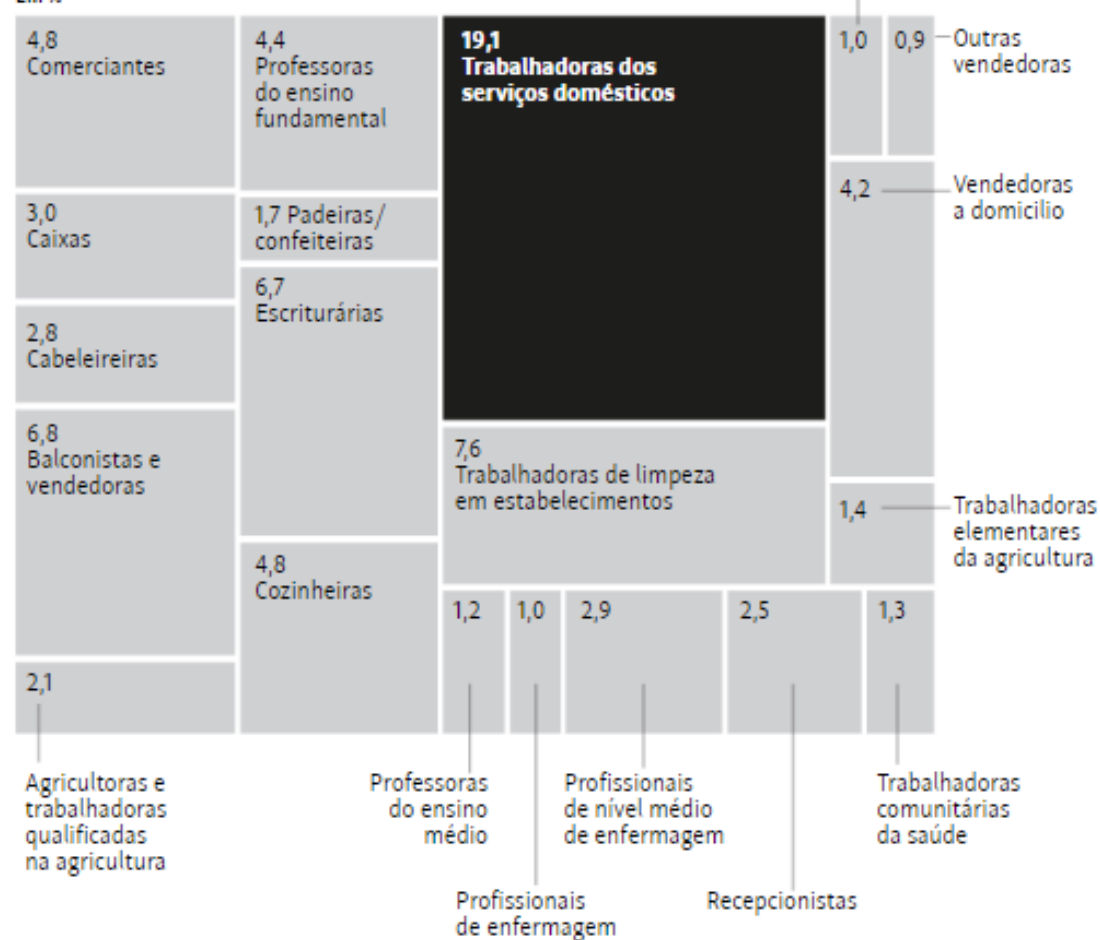 4,8
Comerciantes
3,0
Caixas
2,8
Cabeleireiras
6,8
Balconistas e
vendedoras
2,1
Agricultoras e
trabalhadoras
qualificadas
na agricultura
4,4
Professoras
do ensino
fundamental
1,7 Padeiras/
confeiteiras
6,7
Escriturárias
4,8
Cozinheiras
19,1
Trabalhadoras dos
serviços domésticos
7,6
Trabalhadoras de limpeza
em estabelecimentos
1,0
0,9
Outras
vendedoras
4,2
Vendedoras
a domicilio
1,4
Trabalhadoras
elementares
da agricultura
1,2
Professoras
do ensino
médio
1,0
Profissionais
de enfermagem
2,9
Profissionais
de nível médio
de enfermagem
2,5
Recepcionistas
1,3
Trabalhadoras
comunitárias
da saúde